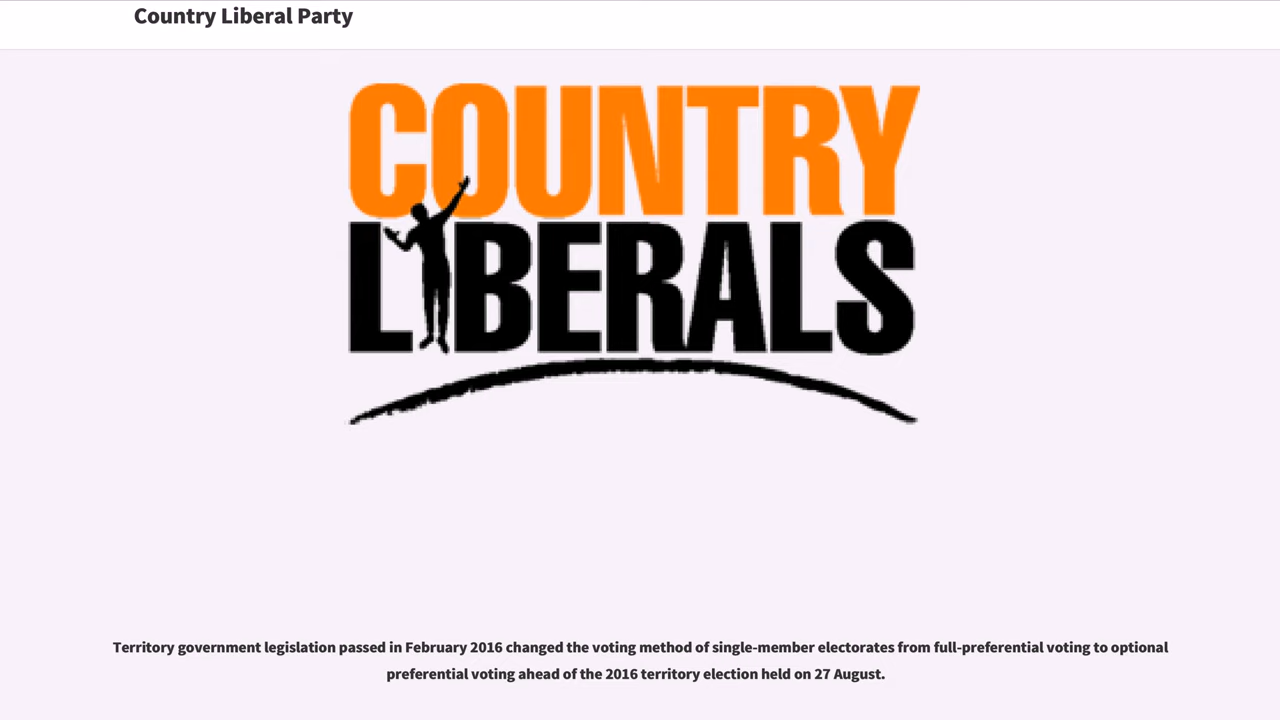 Country Liberal Party
COUNTRY
LIBERALS
Territory government legislation passed in February 2016 changed the voting method of single-member electorates from full-preferential voting to optional
preferential voting ahead of the 2016 territory election held on 27 August.